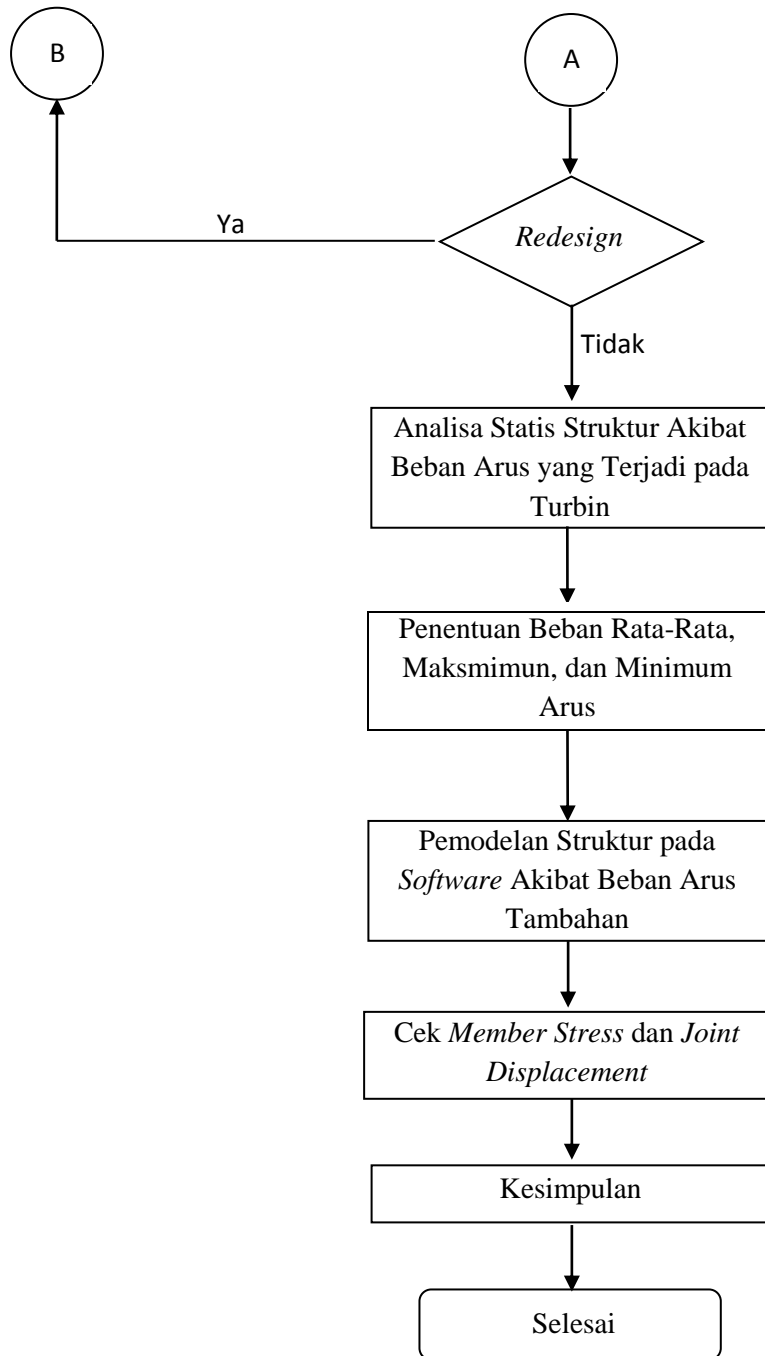 B
A
Ya
Redesign
Tidak
Analisa Statis Struktur Akibat
Beban Arus yang Terjadi pada
Turbin
Penentuan Beban Rata-Rata,
Maksmimun, dan Minimum
Arus
Pemodelan Struktur pada
Software Akibat Beban Arus
Tambahan
Cek Member Stress dan Joint
Displacement
Kesimpulan
Selesai